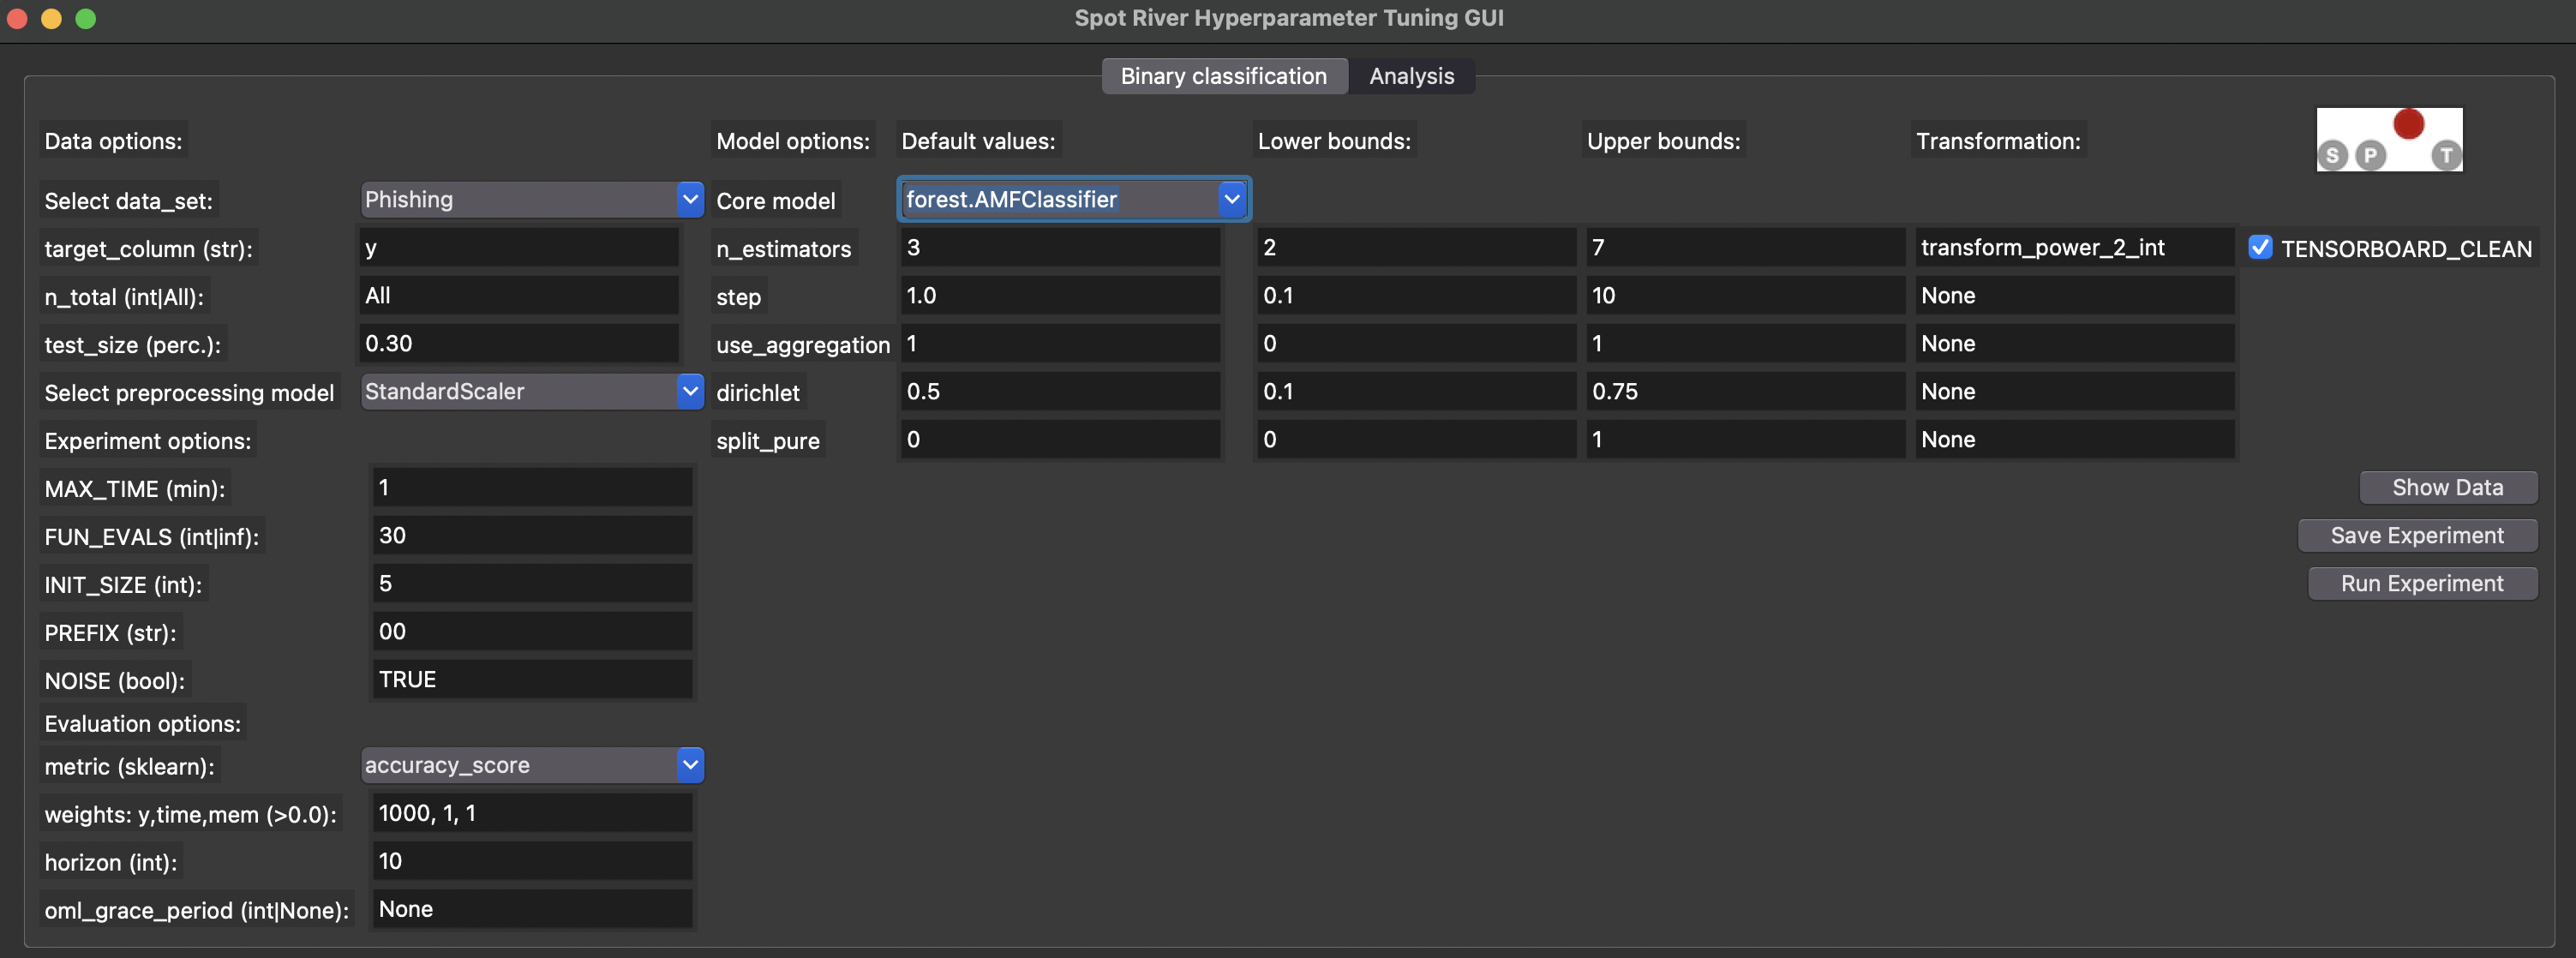 Spot River Hyperparameter Tuning GUI
Binary classification Analysis
Data options: Model options: Default values: Lower bounds: Upper bounds: Transformation: S P T
Select data_set: Phishing Core model forest.AMFClassifier
target_column (str): y n_estimators 3 2 7 transform_power_2_int TENSORBOARD_CLEAN
n_total (int|All): All step 1.0 0.1 10 None
test_size (perc.): 0.30 use_aggregation 1 0 1 None
Select preprocessing model StandardScaler dirichlet 0.5 0.1 0.75 None
Experiment options: split_pure 0 0 1 None
MAX_TIME (min): 1 Show Data
FUN_EVALS (int|inf): 30 Save Experiment
INIT_SIZE (int): 5 Run Experiment
PREFIX (str): 00
NOISE (bool): TRUE
Evaluation options:
metric (sklearn): accuracy_score
weights: y,time,mem (>0.0): 1000, 1, 1
horizon (int): 10
oml_grace_period (int|None): None